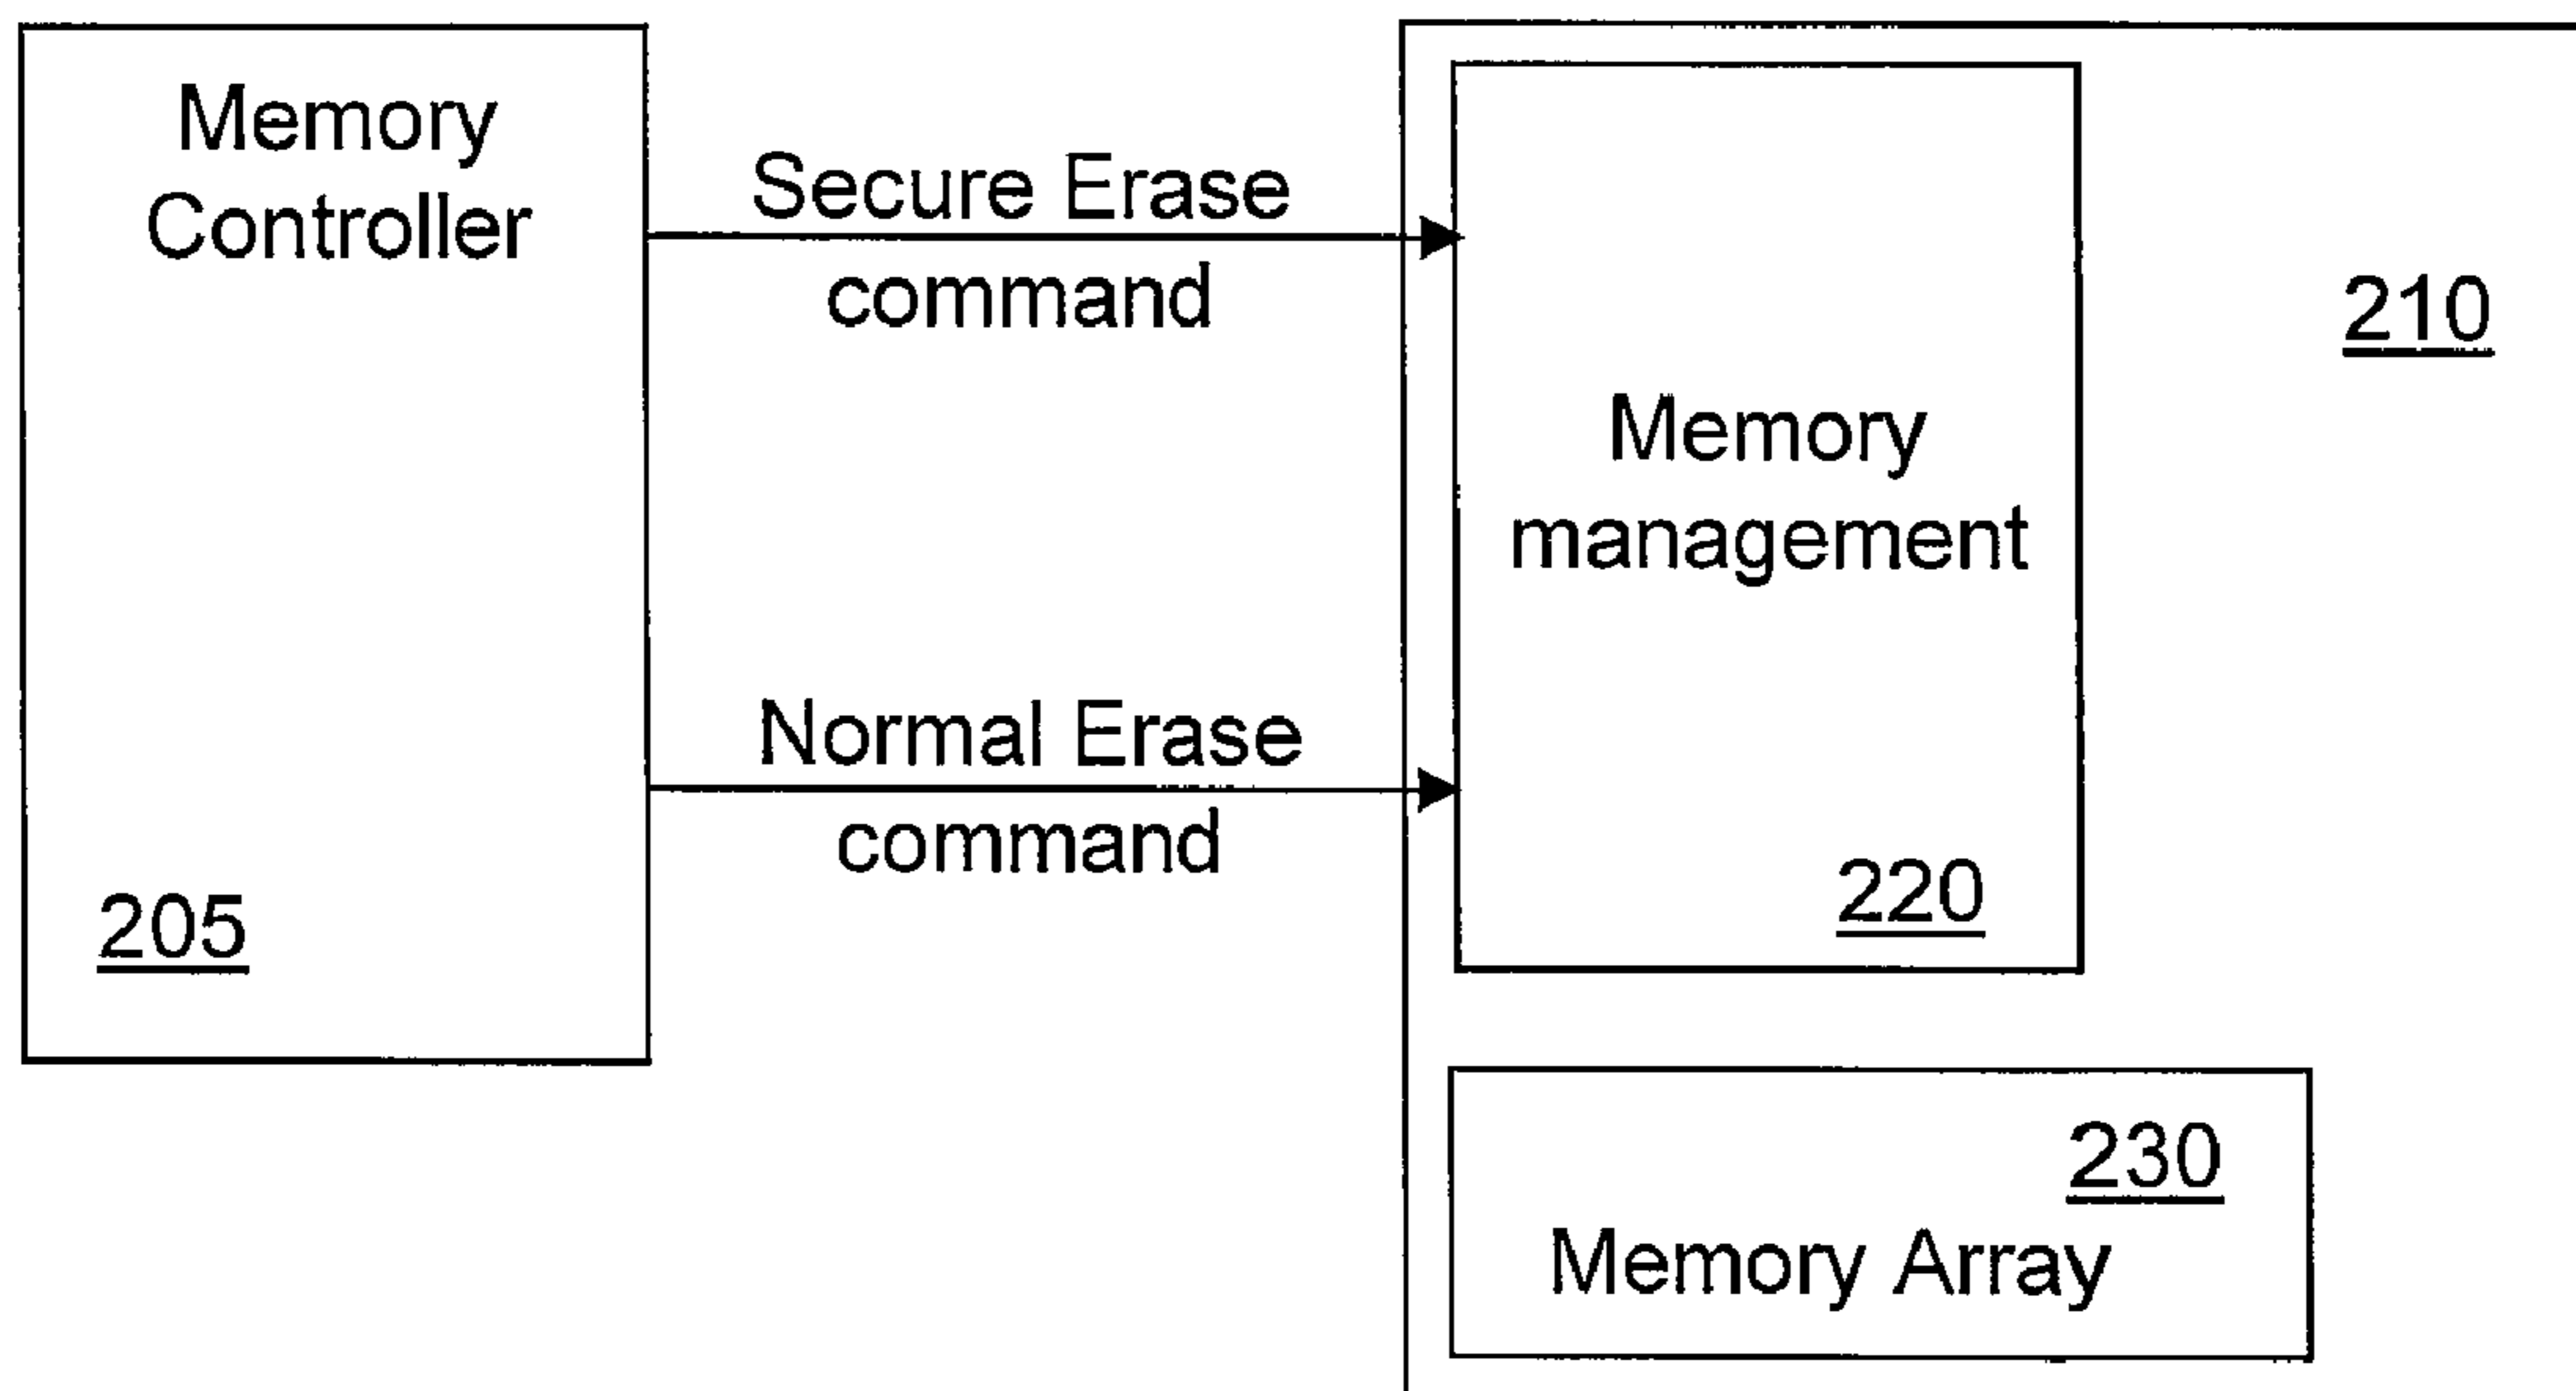 Memory
Controller
205
Secure Erase
command
Normal Erase
command
210
Memory
management
220
230
Memory Array